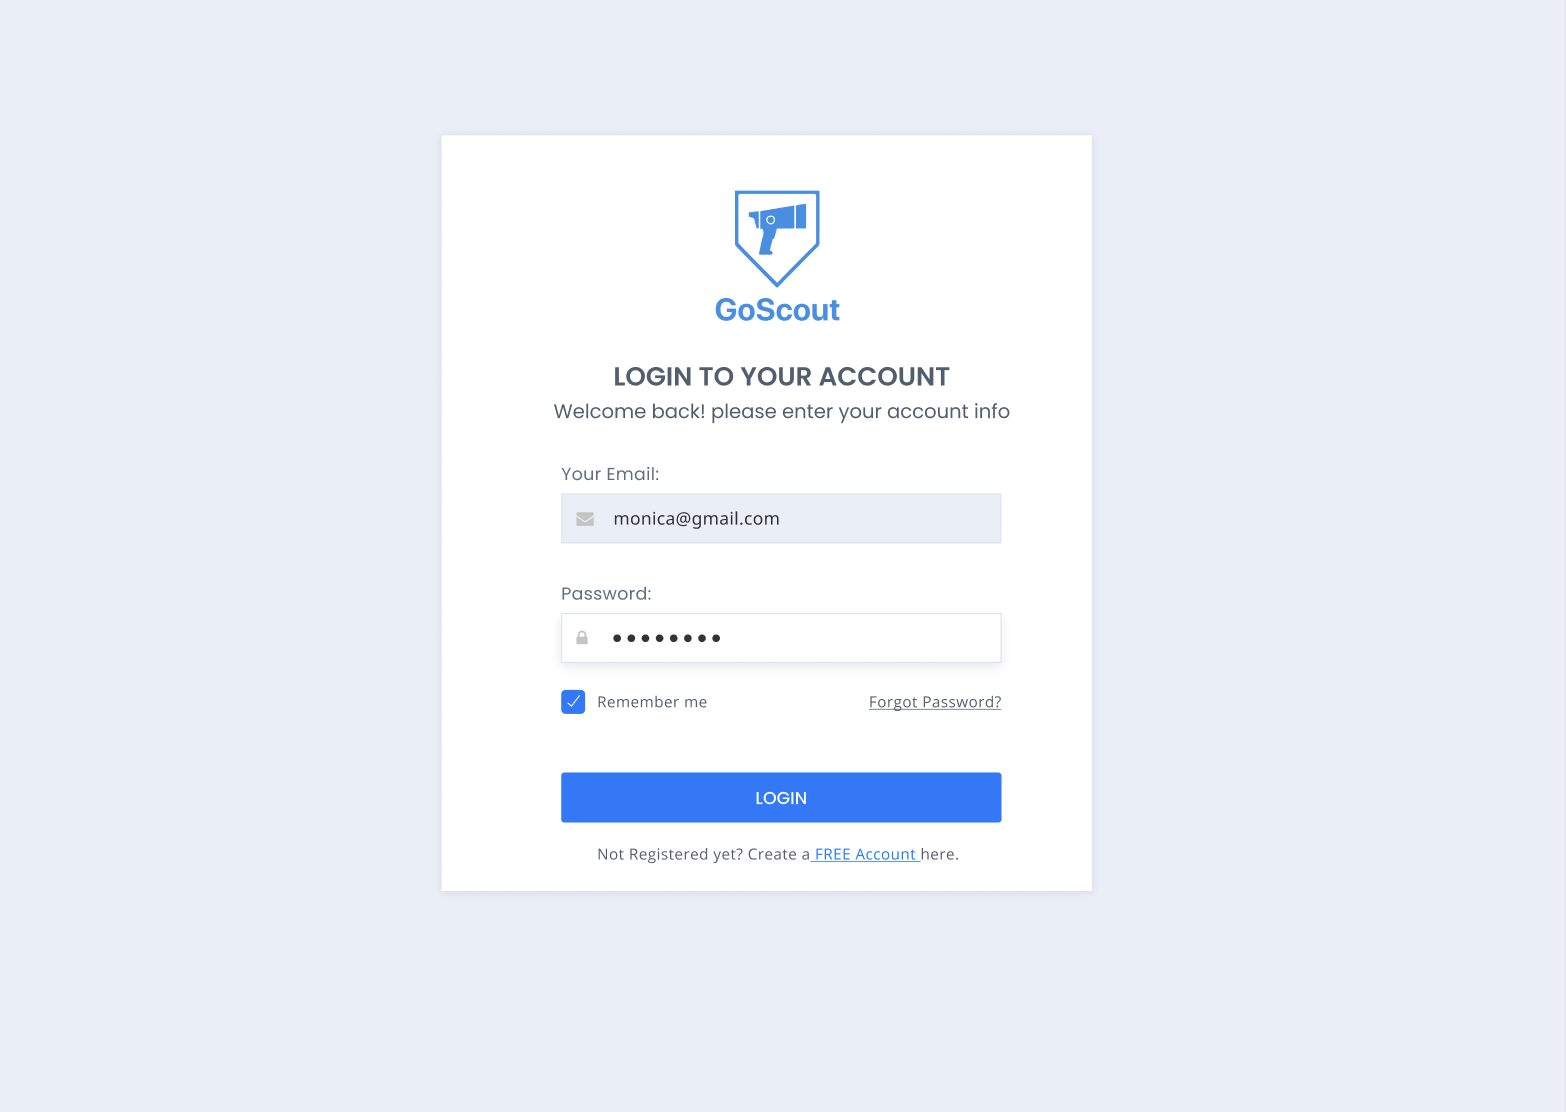 GoScout
LOGIN TO YOUR ACCOUNT
Welcome back! please enter your account info
Your Email:
monica@gmail.com
Password:
••••••••
Remember me
Forgot Password?
LOGIN
Not Registered yet? Create a FREE Account here.